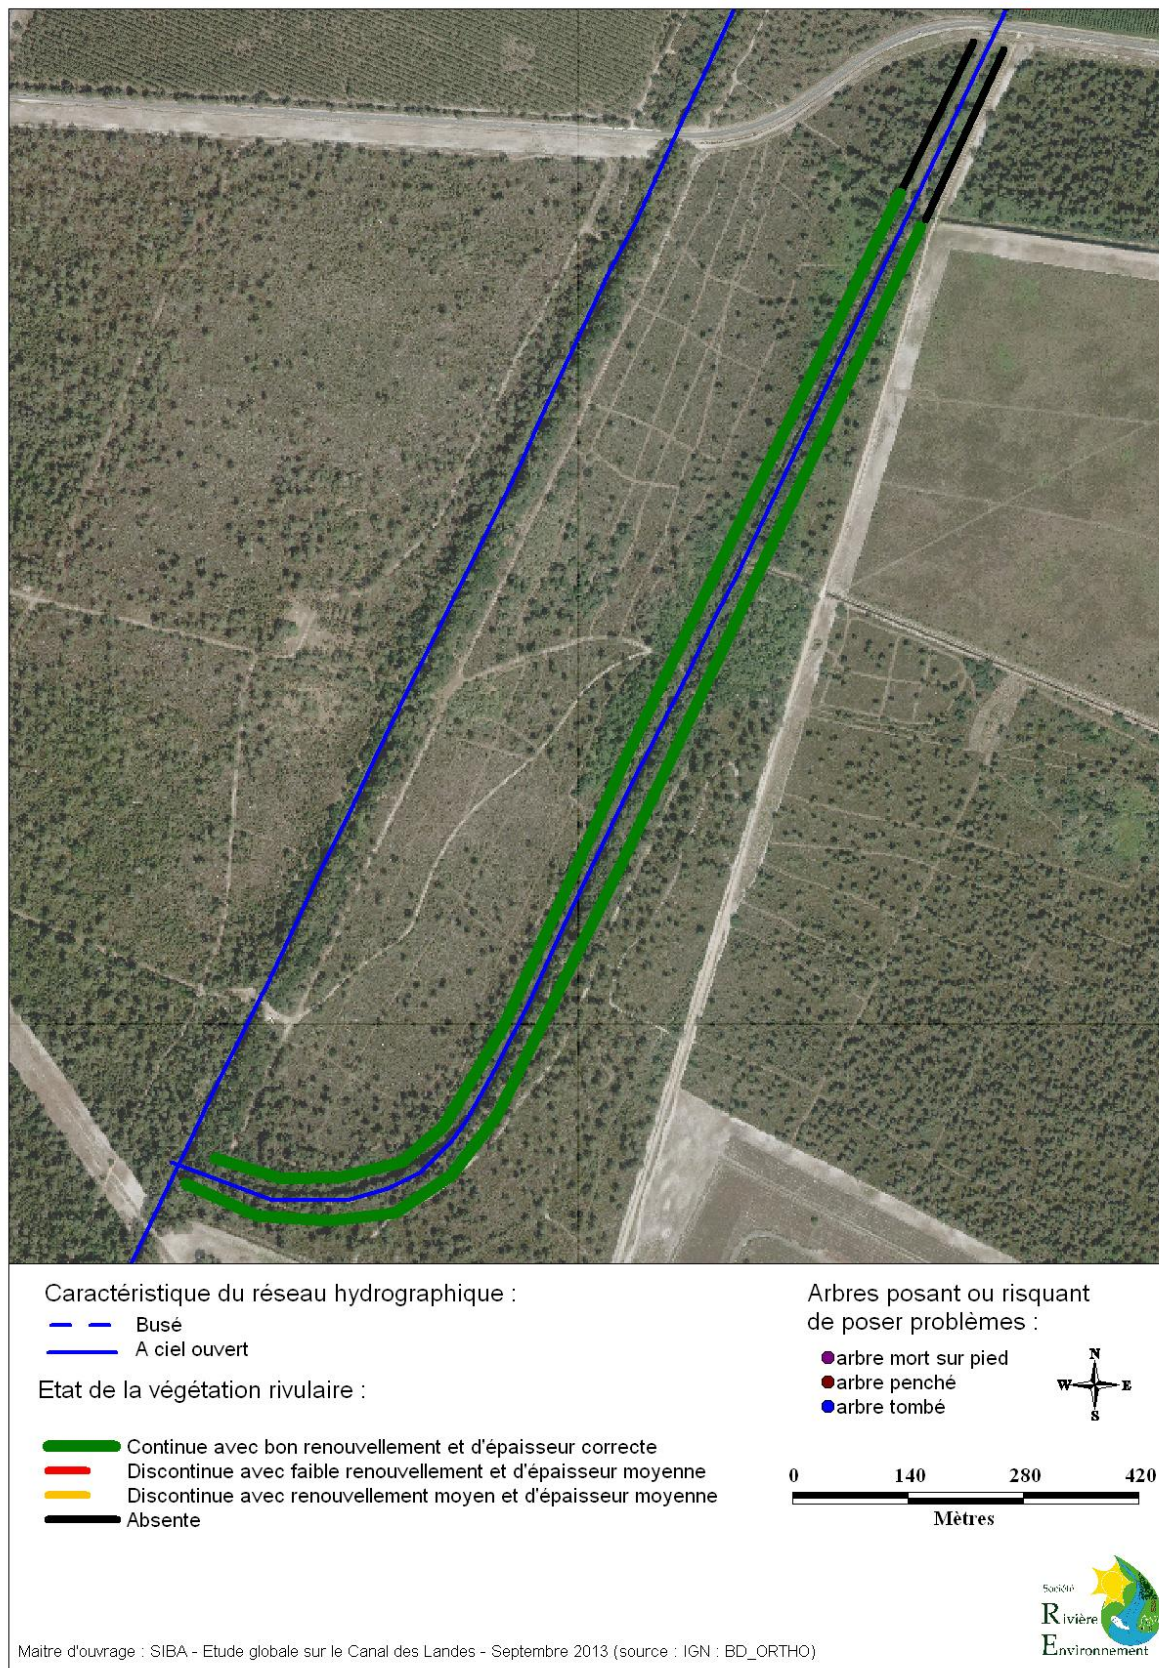 Caractéristique du réseau hydrographique :
Busé
A ciel ouvert
Etat de la végétation rivulaire :
Continue avec bon renouvellement et d'épaisseur correcte
Discontinue avec faible renouvellement et d'épaisseur moyenne
Discontinue avec renouvellement moyen et d'épaisseur moyenne
Absente
Arbres posant ou risquant
de poser problèmes :
arbre mort sur pied
arbre penché
arbre tombé
N
W E
S
0 140 280 420
Mètres
Société
Rivière
Environnement
Maitre d'ouvrage : SIBA - Etude globale sur le Canal des Landes - Septembre 2013 (source : IGN : BD_ORTHO)